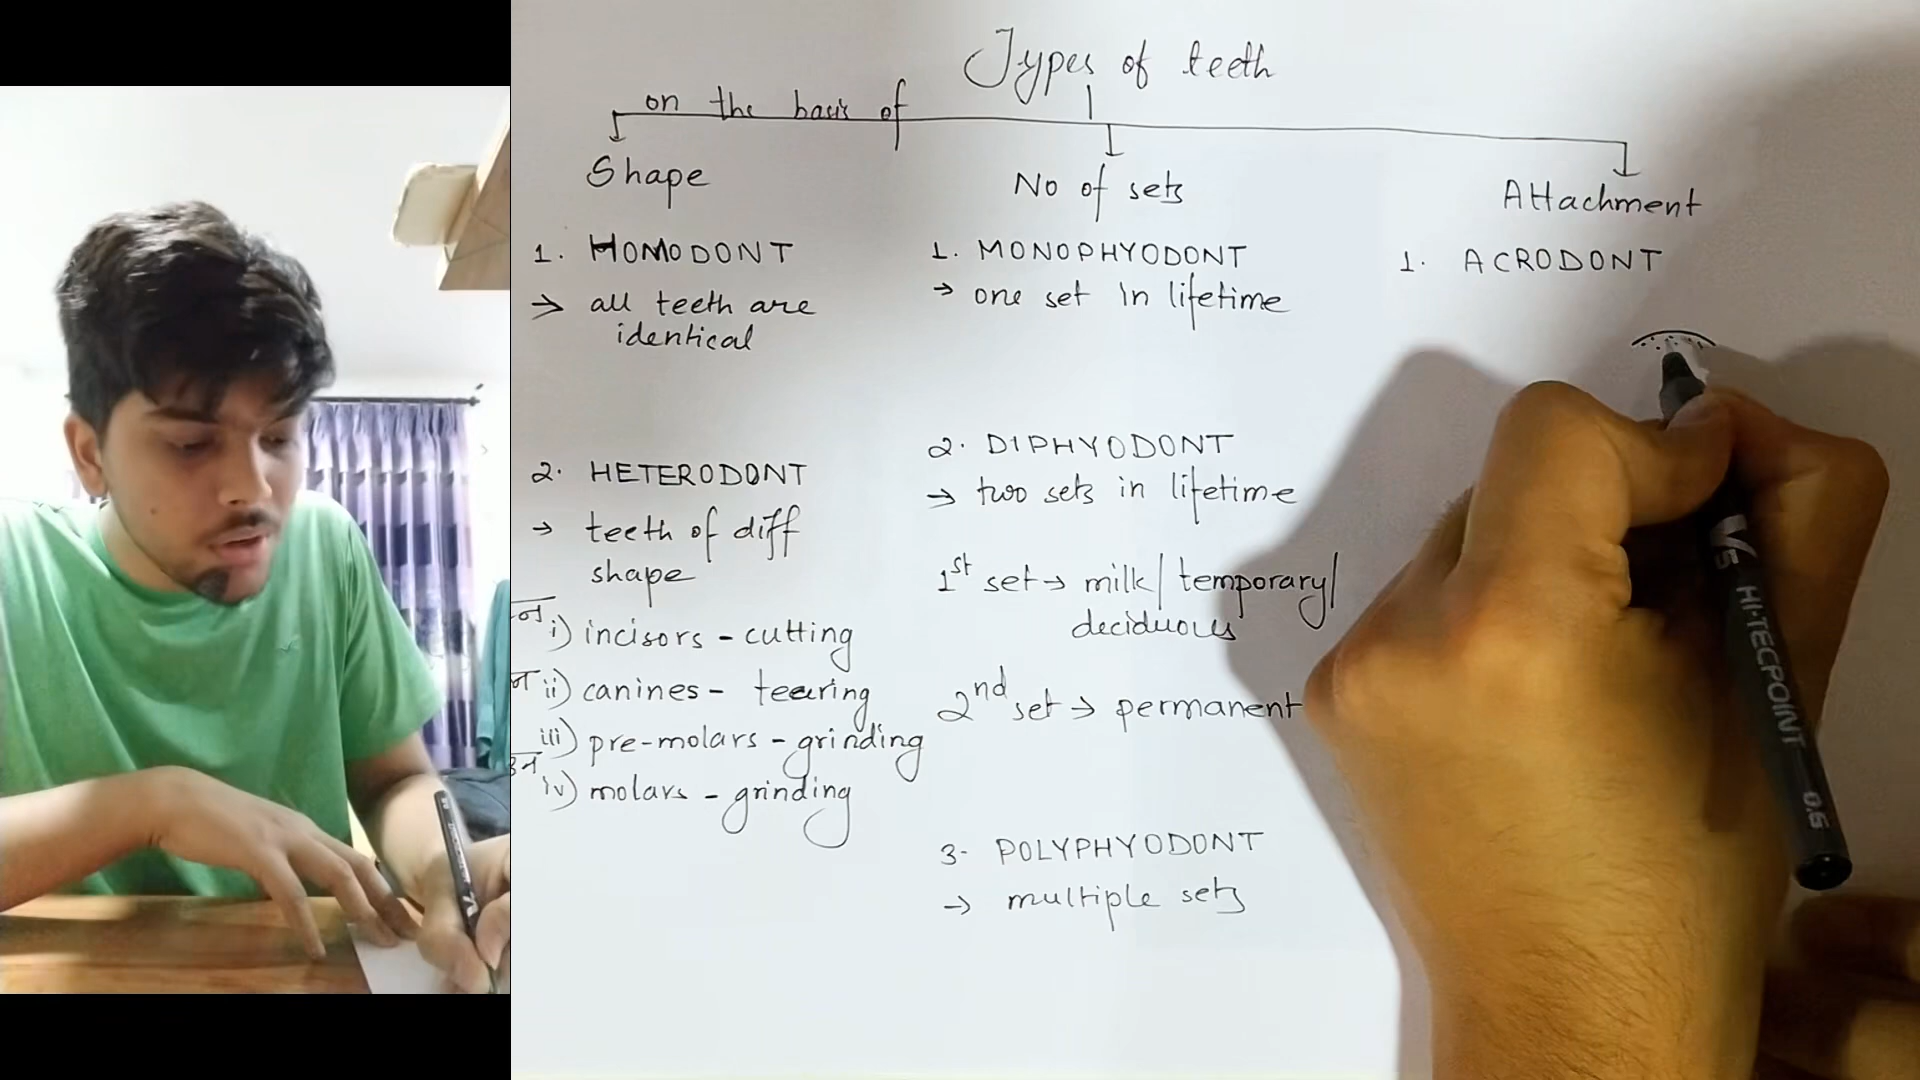 Types of teeth
on the basis of
Shape
1. HOMODONT
→ all teeth are
identical
2. HETERODONT
→ teeth of diff
shape
i) incisors - cutting
ii) canines - tearing
iii) pre-molars - grinding
iv) molars - grinding
No of sets
1. MONOPHYODONT
→ one set in lifetime
2. DIPHYODONT
→ two sets in lifetime
1st set → milk/temporary/
deciduous
2nd set → permanent
3- POLYPHYODONT
→ multiple sets
Attachment
1. ACRODONT
V5 HI-TECPOINT 0.5